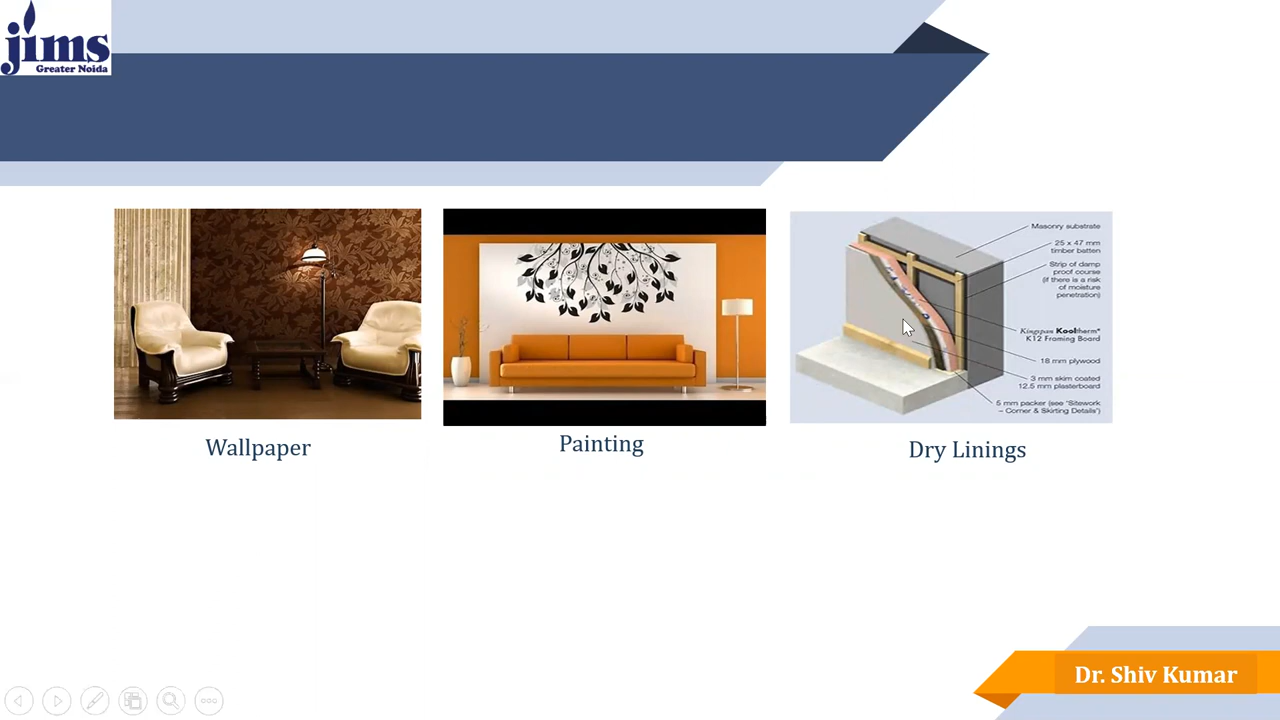 jims
Greater Noida
Masonry substrate
25 x 47 mm
timber batten
Strip of damp
proof course
(if there is a risk
of moisture
penetration)
Kingspan Kooltherm®
K12 Framing Board
18 mm plywood
3 mm skim coated
12.5 mm plasterboard
5 mm packer (see 'Sitework
– Corner & Skirting Details')
Wallpaper
Painting
Dry Linings
Dr. Shiv Kumar